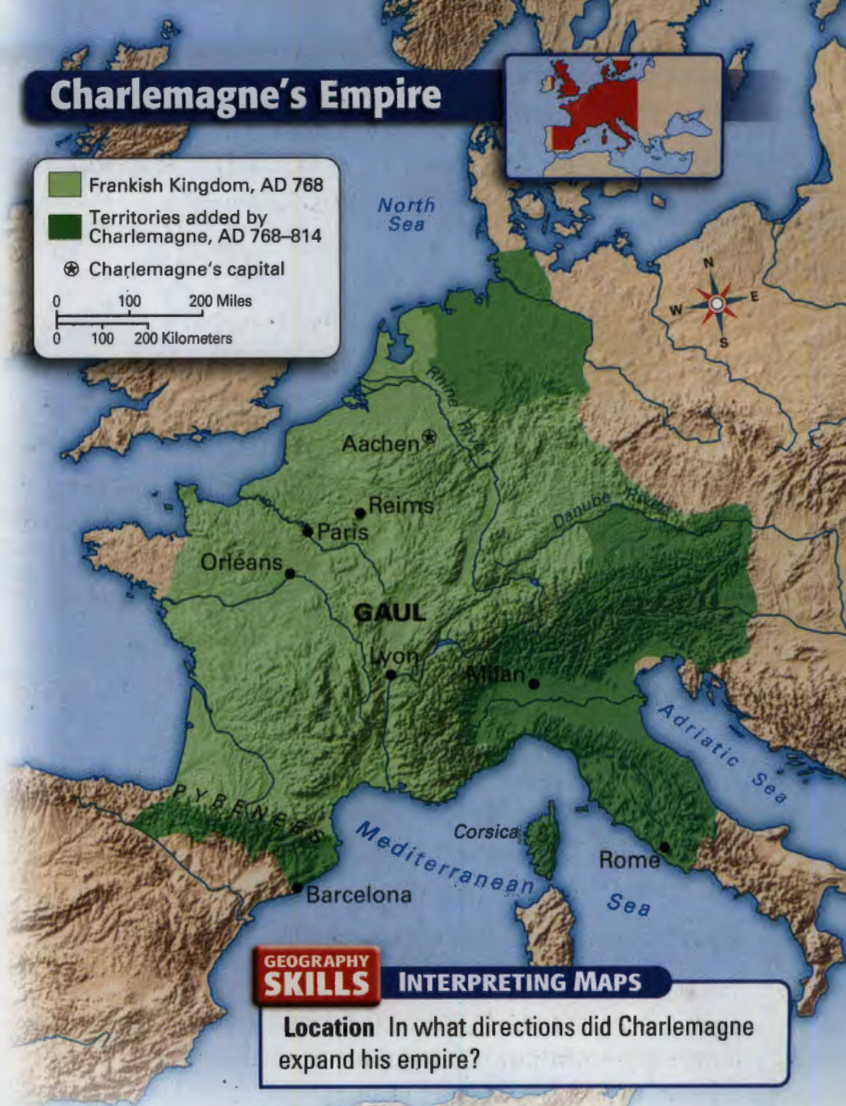 Charlemagne's Empire
Frankish Kingdom, AD 768
Territories added by
Charlemagne, AD 768–814
Charlemagne's capital
0 100 200 Miles
0 100 200 Kilometers
North
Sea
N
W E
S
Rhine River
Aachen
Reims
Paris
Danube River
Orléans
GAUL
Lyon
Milan
Adriatic Sea
PYRENEES
Mediterranean
Sea
Corsica
Rome
Barcelona
GEOGRAPHY
SKILLS INTERPRETING MAPS
Location In what directions did Charlemagne
expand his empire?